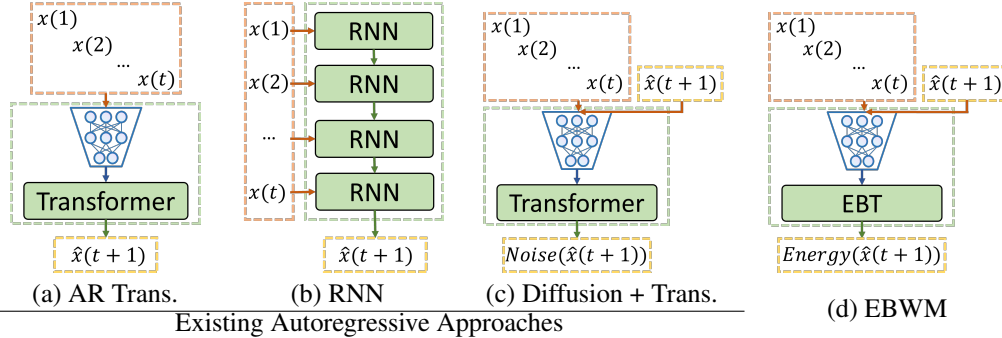 x(1)
x(2)
...
x(t)
Transformer
x̂(t + 1)
(a) AR Trans.
x(1)
RNN
x(2)
RNN
...
RNN
x(t)
RNN
x̂(t + 1)
(b) RNN
x(1)
x(2)
...
x(t)
x̂(t + 1)
Transformer
Noise(x̂(t + 1))
(c) Diffusion + Trans.
x(1)
x(2)
...
x(t)
x̂(t + 1)
EBT
Energy(x̂(t + 1))
(d) EBWM
Existing Autoregressive Approaches